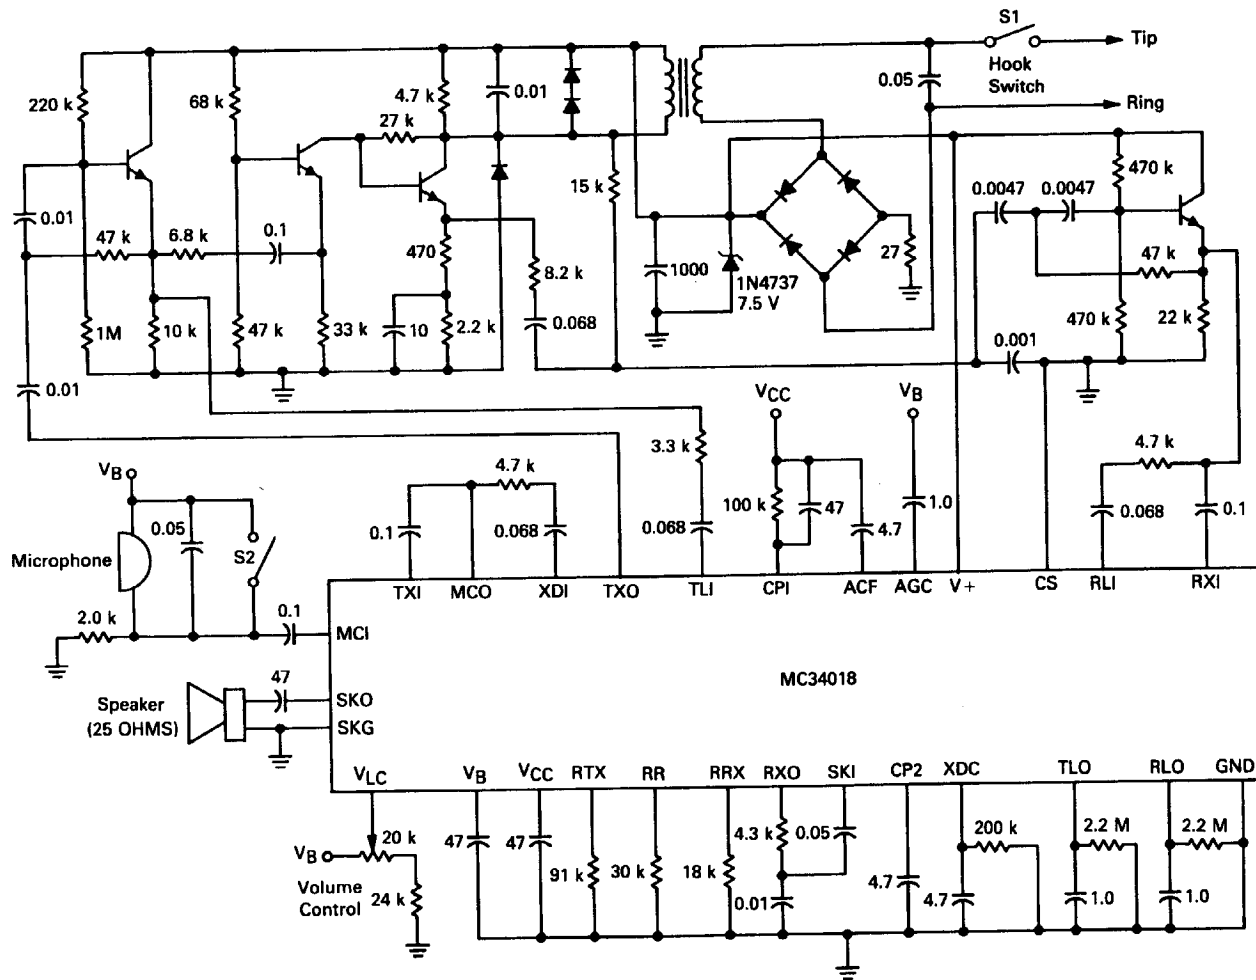 S1
Tip
Hook
Switch
0.05
Ring
220 k
68 k
4.7 k
0.01
27 k
15 k
470 k
0.0047
0.0047
0.01
47 k
6.8 k
0.1
470
8.2 k
1000
1N4737
7.5 V
27
47 k
1M
10 k
47 k
33 k
10
2.2 k
0.068
470 k
22 k
0.001
0.01
VCC
VB
3.3 k
4.7 k
VB
4.7 k
0.05
0.1
0.068
0.068
100 k
47
4.7
1.0
0.068
0.1
Microphone
S2
TXI
MCO
XDI
TXO
TLI
CPI
ACF
AGC
V+
CS
RLI
RXI
2.0 k
0.1
MCI
MC34018
Speaker
(25 OHMS)
47
SKO
SKG
VLC
VB
VCC
RTX
RR
RRX
RXO
SKI
CP2
XDC
TLO
RLO
GND
20 k
VB
Volume
Control
24 k
47
47
91 k
30 k
18 k
4.3 k
0.05
0.01
4.7
4.7
200 k
2.2 M
1.0
2.2 M
1.0